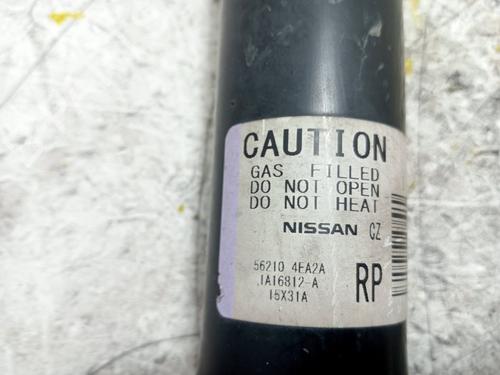 CAUTION
GAS FILLED
DO NOT OPEN
DO NOT HEAT
NISSAN CZ
56210 4EA2A
1A16812-A
15X31A
RP